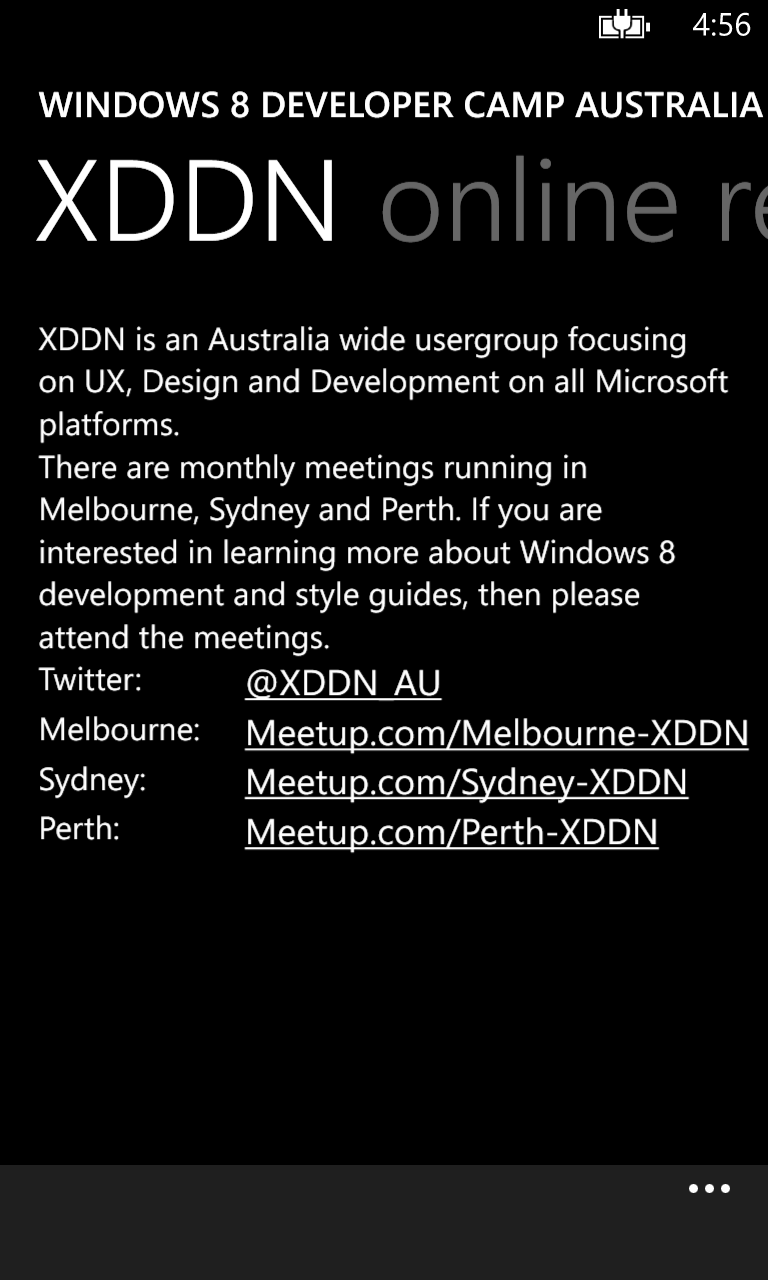 4:56
WINDOWS 8 DEVELOPER CAMP AUSTRALIA
XDDN online re
XDDN is an Australia wide usergroup focusing
on UX, Design and Development on all Microsoft
platforms.
There are monthly meetings running in
Melbourne, Sydney and Perth. If you are
interested in learning more about Windows 8
development and style guides, then please
attend the meetings.
Twitter: @XDDN_AU
Melbourne: Meetup.com/Melbourne-XDDN
Sydney: Meetup.com/Sydney-XDDN
Perth: Meetup.com/Perth-XDDN